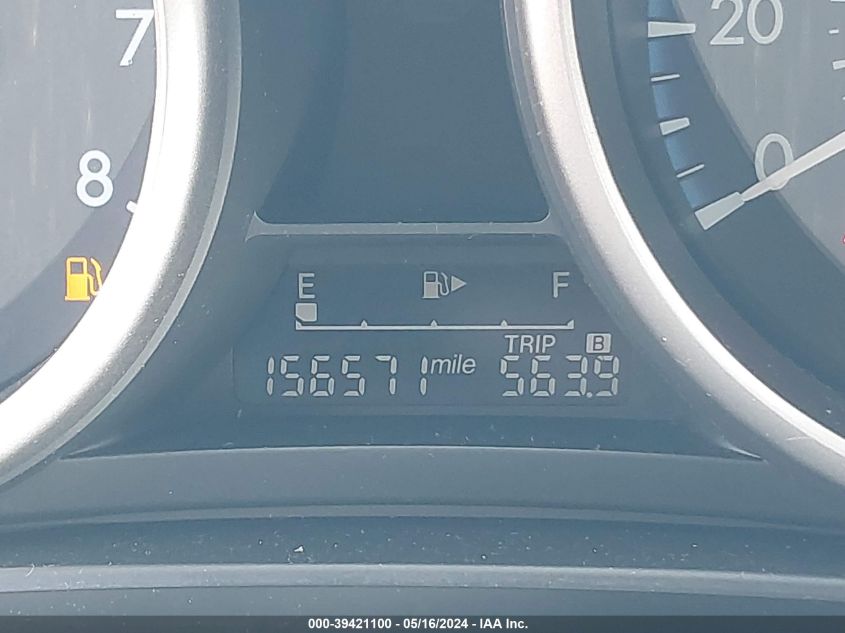 7
8
20
0
E F
TRIP B
156571 mile 563.9
000-39421100 - 05/16/2024 - IAA Inc.